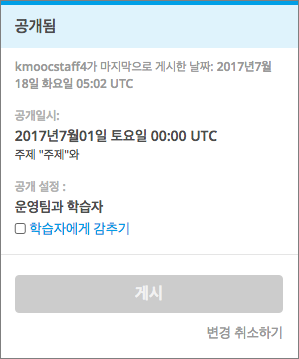 공개됨
kmoocstaff4가 마지막으로 게시한 날짜: 2017년7월
18일 화요일 05:02 UTC
공개일시:
2017년7월01일 토요일 00:00 UTC
주제 "주제"와
공개 설정 :
운영팀과 학습자
학습자에게 감추기
게시
변경 취소하기